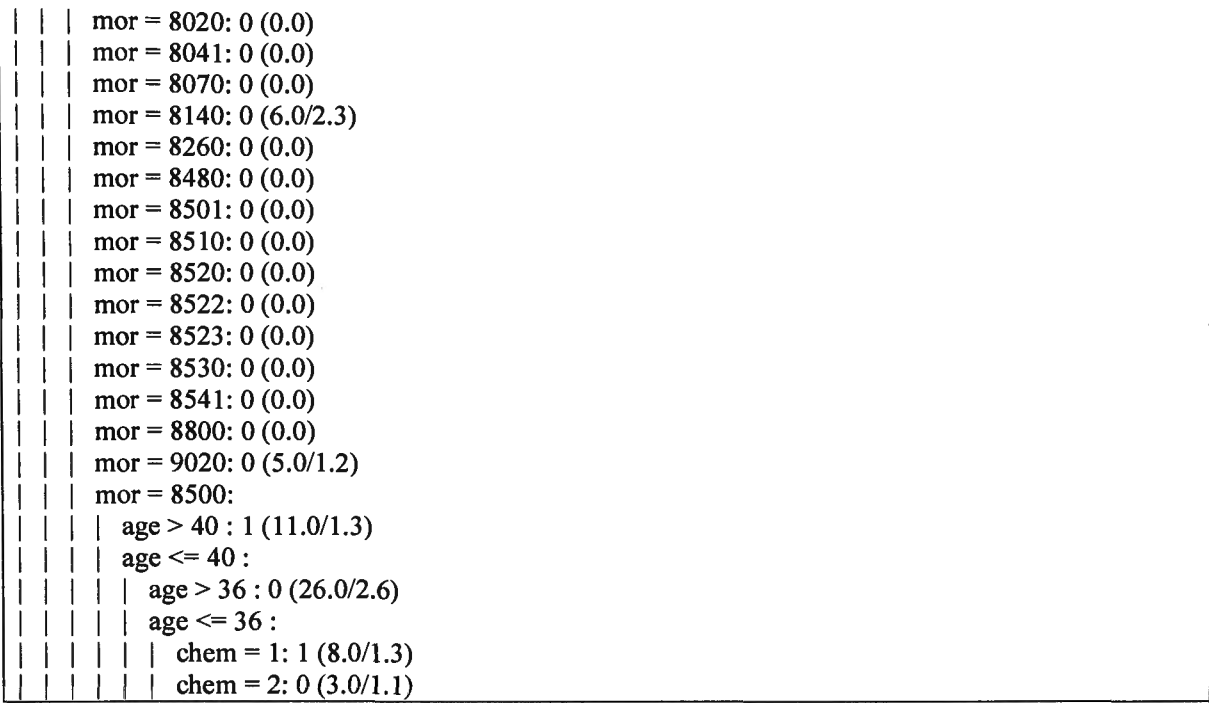 | | | mor = 8020: 0 (0.0)
| | | mor = 8041: 0 (0.0)
| | | mor = 8070: 0 (0.0)
| | | mor = 8140: 0 (6.0/2.3)
| | | mor = 8260: 0 (0.0)
| | | mor = 8480: 0 (0.0)
| | | mor = 8501: 0 (0.0)
| | | mor = 8510: 0 (0.0)
| | | mor = 8520: 0 (0.0)
| | | mor = 8522: 0 (0.0)
| | | mor = 8523: 0 (0.0)
| | | mor = 8530: 0 (0.0)
| | | mor = 8541: 0 (0.0)
| | | mor = 8800: 0 (0.0)
| | | mor = 9020: 0 (5.0/1.2)
| | | mor = 8500:
| | | | age > 40 : 1 (11.0/1.3)
| | | | age <= 40 :
| | | | | age > 36 : 0 (26.0/2.6)
| | | | | age <= 36 :
| | | | | | chem = 1: 1 (8.0/1.3)
| | | | | | chem = 2: 0 (3.0/1.1)